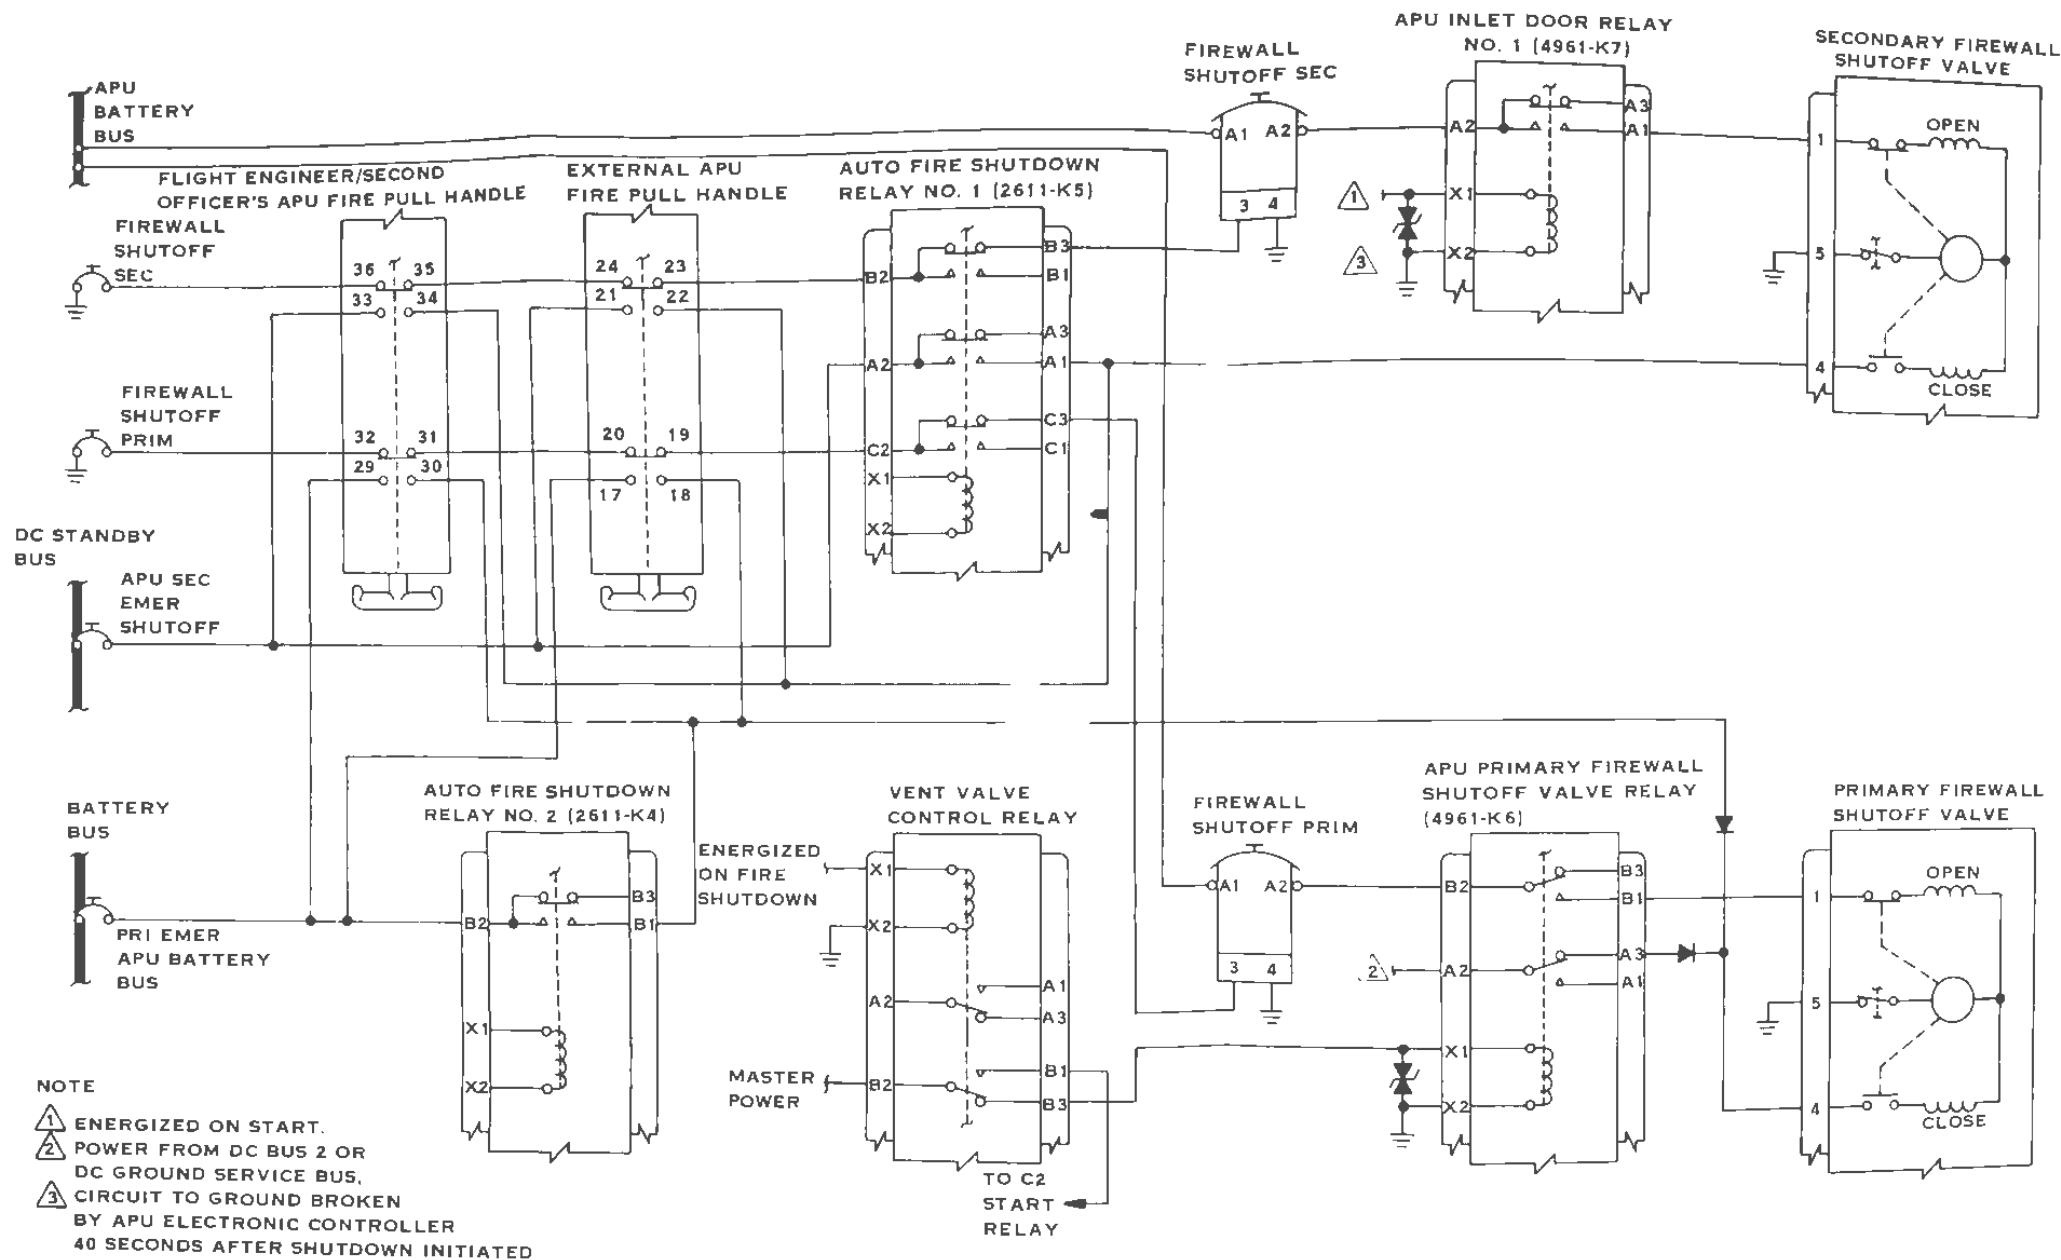 APU INLET DOOR RELAY
NO. 1 (4961-K7)
SECONDARY FIREWALL
SHUTOFF VALVE
FIREWALL
SHUTOFF SEC
APU
BATTERY
BUS
A1 A2
A2
A3
A1
1
OPEN
FLIGHT ENGINEER/SECOND
OFFICER'S APU FIRE PULL HANDLE
EXTERNAL APU
FIRE PULL HANDLE
AUTO FIRE SHUTDOWN
RELAY NO. 1 (2611-K5)
3 4
1
X1
3
X2
5
FIREWALL
SHUTOFF
SEC
36 35
33 34
24 23
21 22
B2
B3
B1
A2
A3
A1
4
CLOSE
FIREWALL
SHUTOFF
PRIM
32 31
29 30
20 19
17 18
C2
C3
C1
X1
X2
DC STANDBY
BUS
APU SEC
EMER
SHUTOFF
BATTERY
BUS
PRI EMER
APU BATTERY
BUS
AUTO FIRE SHUTDOWN
RELAY NO. 2 (2611-K4)
B2
B3
B1
X1
X2
ENERGIZED
ON FIRE
SHUTDOWN
VENT VALVE
CONTROL RELAY
X1
X2
A2
A1
A3
MASTER
POWER
B2
B1
B3
TO C2
START
RELAY
FIREWALL
SHUTOFF PRIM
A1 A2
3 4
APU PRIMARY FIREWALL
SHUTOFF VALVE RELAY
(4961-K6)
B2
B3
B1
2
A2
A3
A1
X1
X2
PRIMARY FIREWALL
SHUTOFF VALVE
1
OPEN
5
4
CLOSE
NOTE
1 ENERGIZED ON START.
2 POWER FROM DC BUS 2 OR
DC GROUND SERVICE BUS.
3 CIRCUIT TO GROUND BROKEN
BY APU ELECTRONIC CONTROLLER
40 SECONDS AFTER SHUTDOWN INITIATED